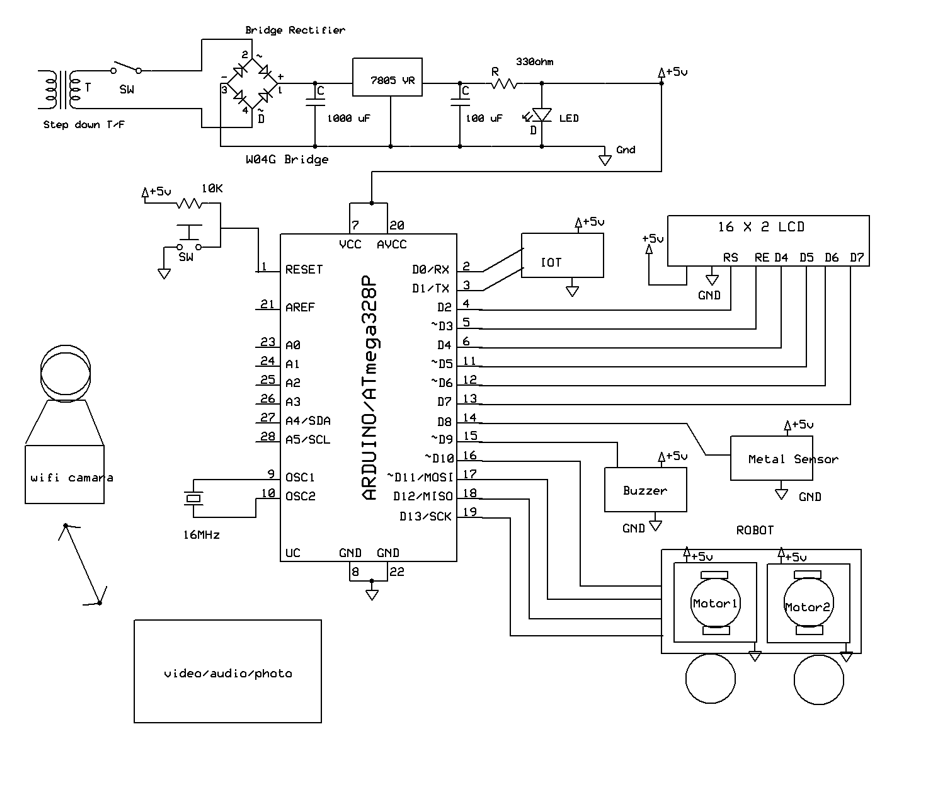 Bridge Rectifier
330ohm
2 ~
R
+5v
- +
T
SW
3 1
C
7805 VR
C
4 ~
D
1000 uF
100 uF
D
LED
Step down T/F
W04G Bridge
Gnd
+5v
10K
SW
7 20
VCC AVCC
+5v
IOT
+5v
16 X 2 LCD
RS RE D4 D5 D6 D7
GND
1 RESET
21 AREF
23 A0
24 A1
25 A2
26 A3
27 A4/SDA
28 A5/SCL
9 OSC1
10 OSC2
16MHz
ARDUINO/ATmega328P
D0/RX 2
D1/TX 3
D2 4
~D3 5
D4 6
~D5 11
~D6 12
D7 13
D8 14
~D9 15
~D10 16
~D11/MOSI 17
D12/MISO 18
D13/SCK 19
UC GND GND
8 22
+5v
Metal Sensor
GND
+5v
Buzzer
GND
ROBOT
+5v +5v
Motor1 Motor2
wifi camara
video/audio/photo